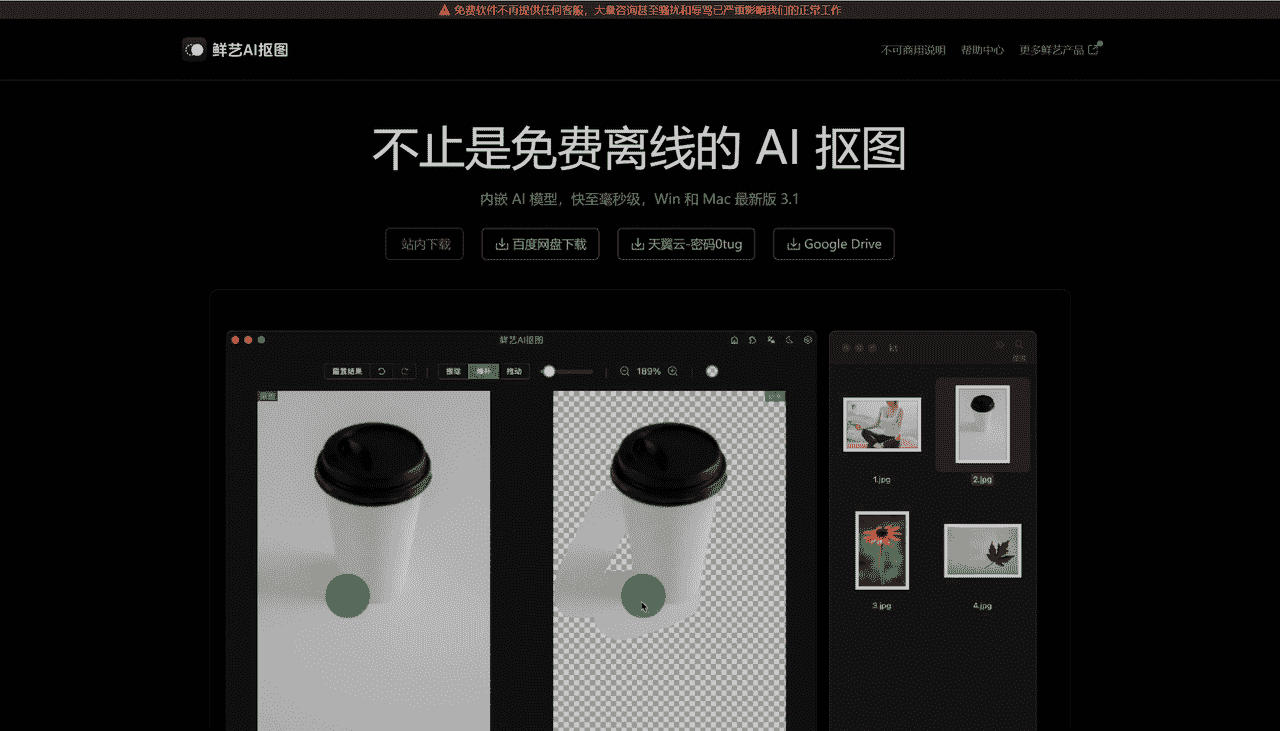 免费软件不再提供任何客服，大量咨询甚至骚扰和辱骂已严重影响我们的正常工作
鲜艺AI抠图
不可商用说明
帮助中心
更多鲜艺产品
不止是免费离线的 AI 抠图
内嵌 AI 模型，快至毫秒级，Win 和 Mac 最新版 3.1
站内下载
百度网盘下载
天翼云-密码0tug
Google Drive
鲜艺AI抠图
重置结果
擦除
修补
拖动
189%
1.jpg
2.jpg
3.jpg
4.jpg